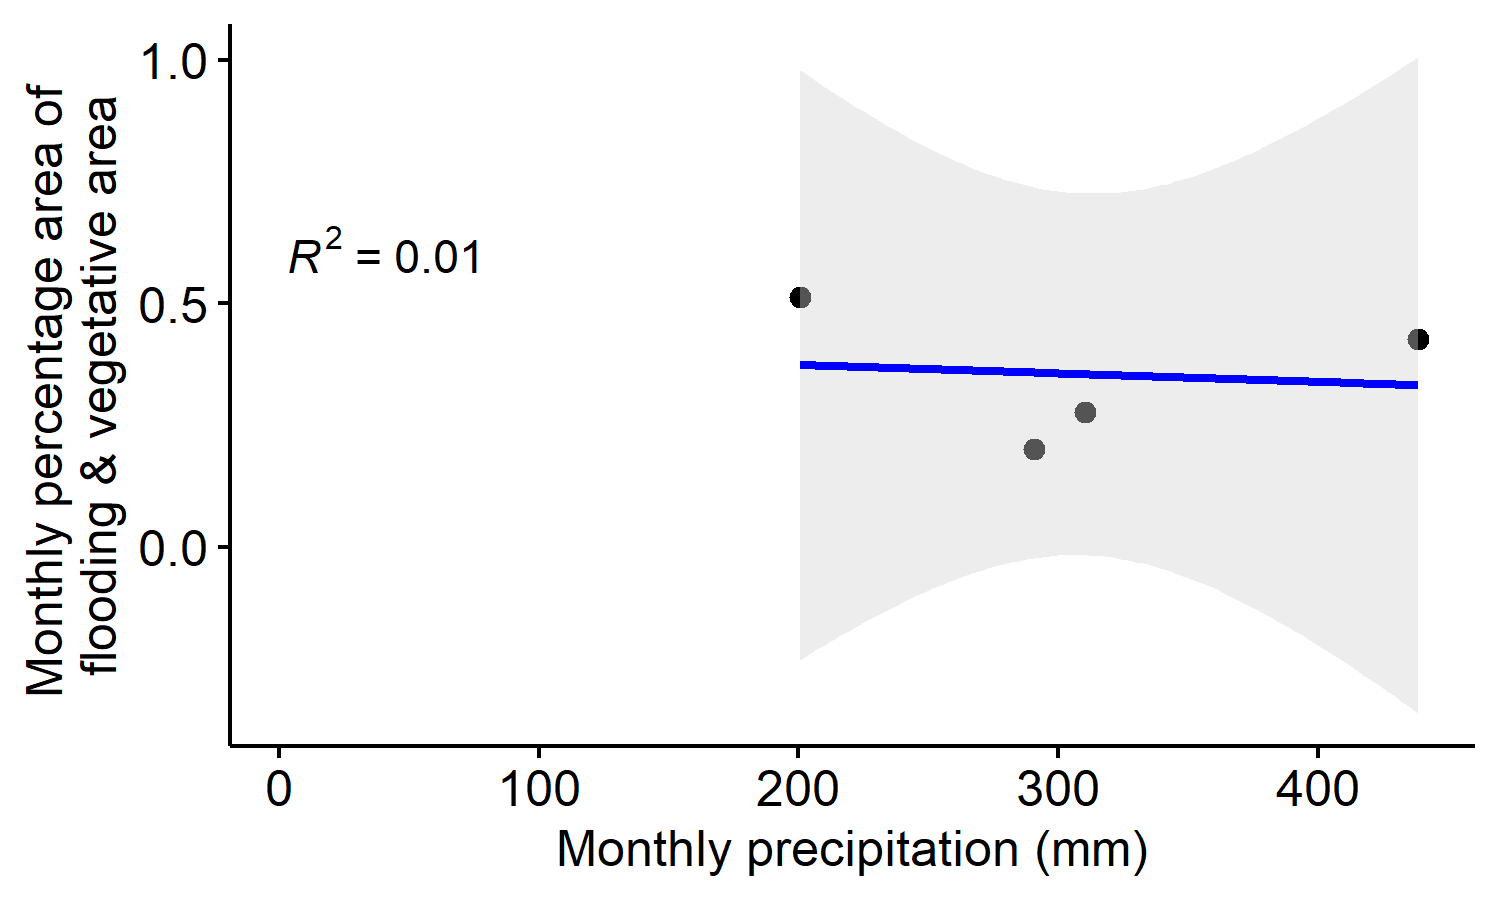 Monthly percentage area of
flooding & vegetative area
1.0
0.5
0.0
R² = 0.01
0 100 200 300 400
Monthly precipitation (mm)